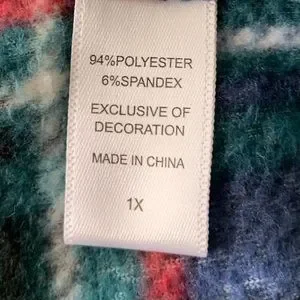 94%POLYESTER
6%SPANDEX
EXCLUSIVE OF
DECORATION
MADE IN CHINA
1X